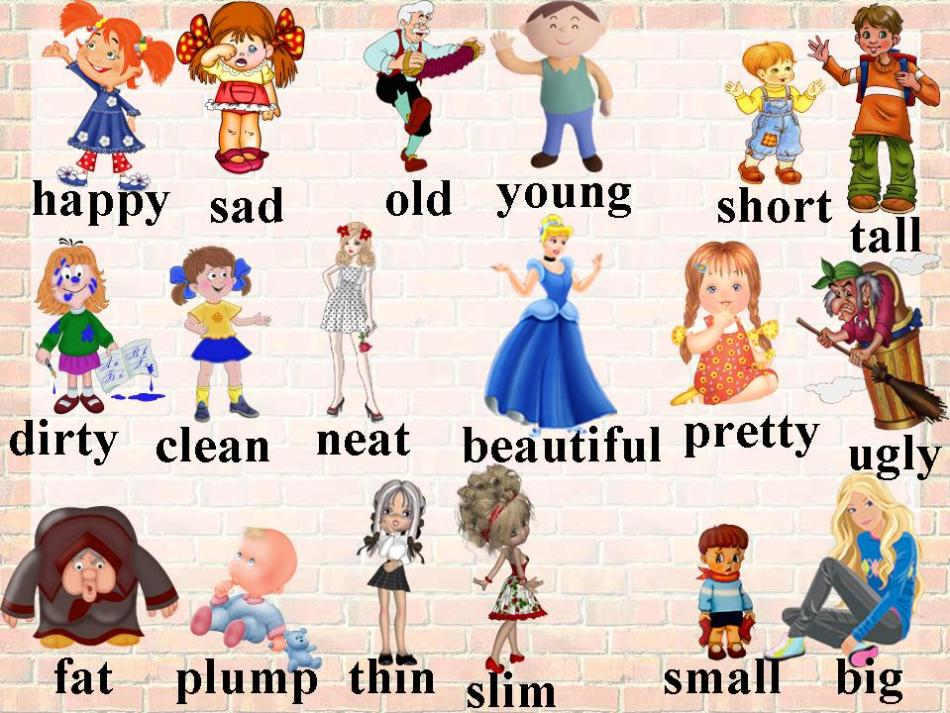 happy sad old young short tall
dirty clean neat beautiful pretty ugly
fat plump thin slim small big